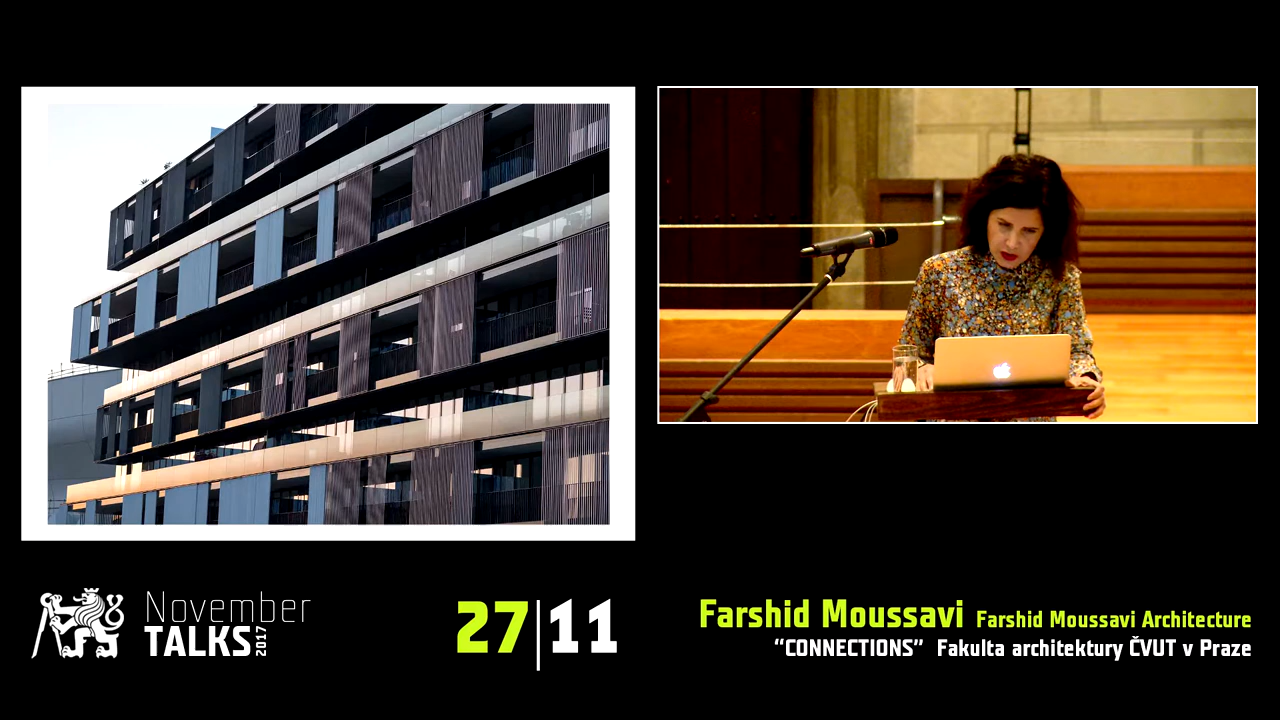 November
TALKS 2017
27|11
Farshid Moussavi Farshid Moussavi Architecture
“CONNECTIONS” Fakulta architektury ČVUT v Praze